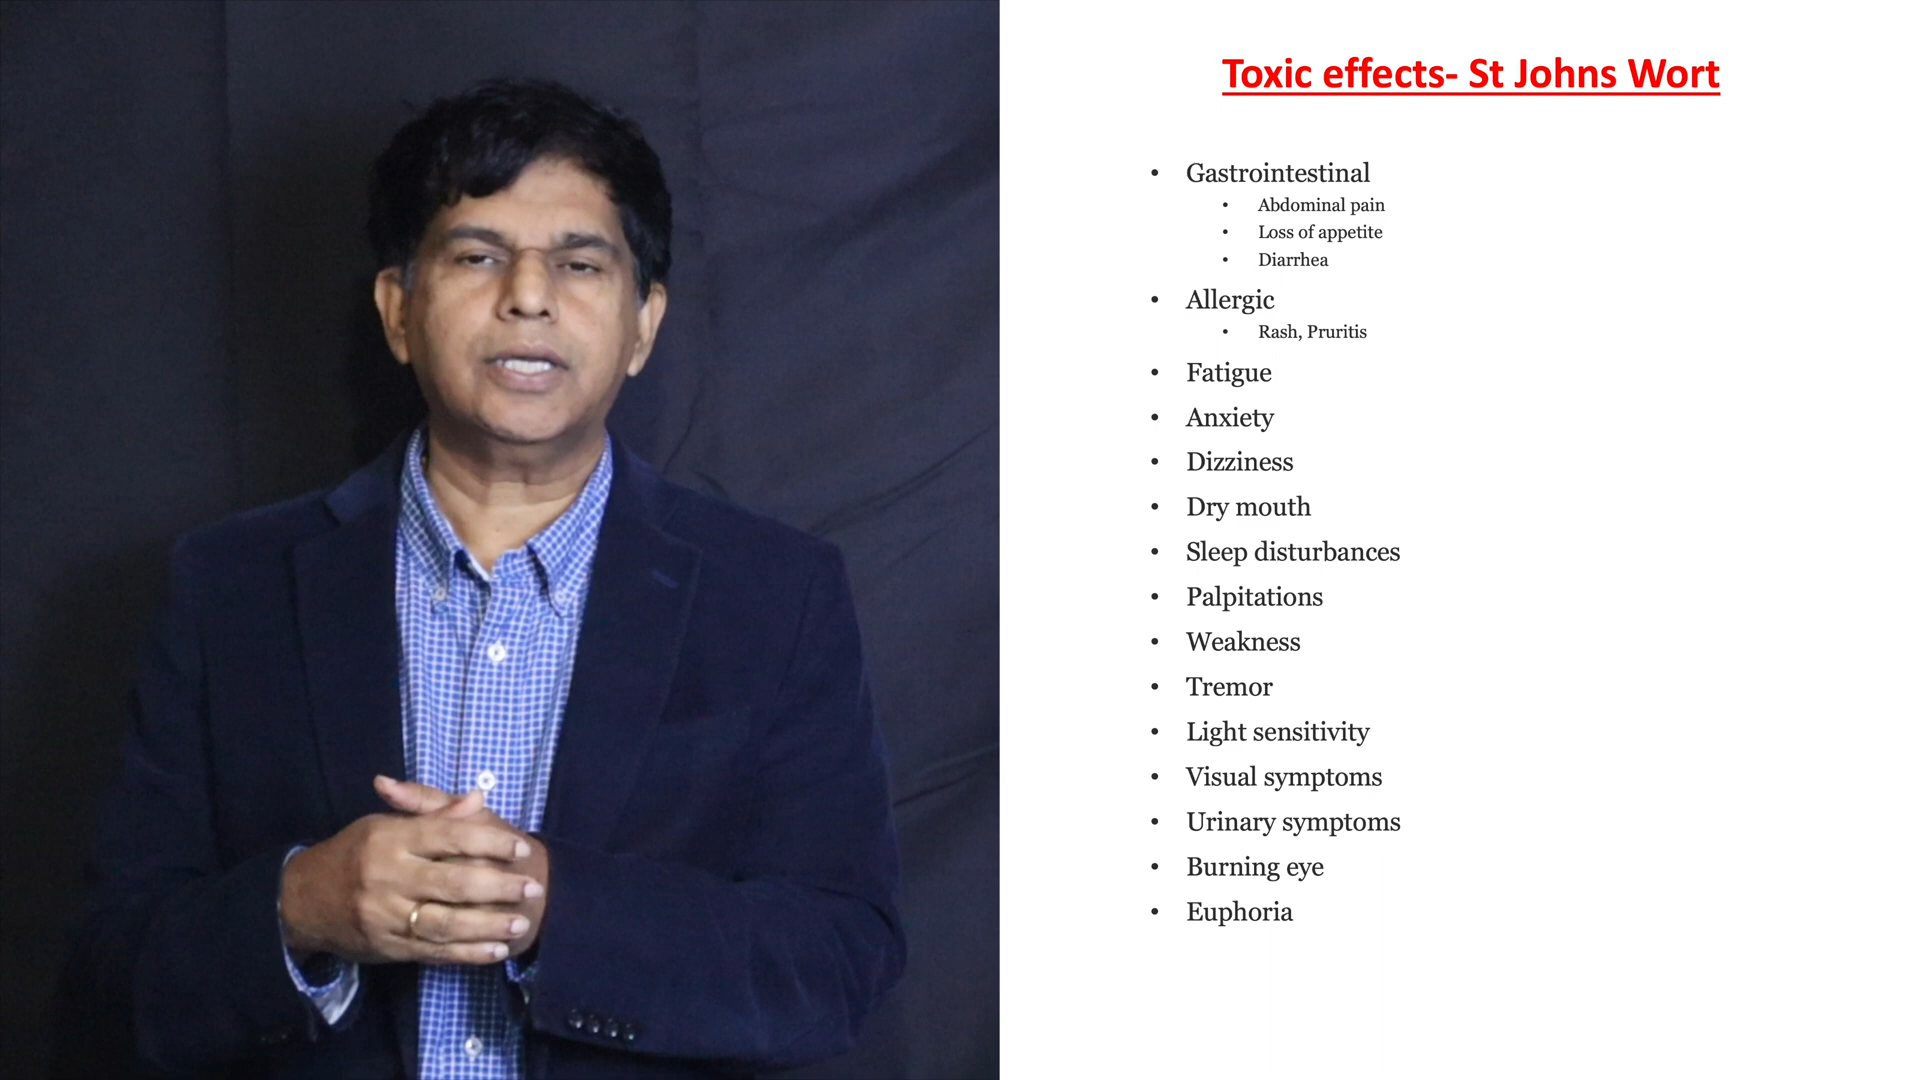 Toxic effects- St Johns Wort
• Gastrointestinal
• Abdominal pain
• Loss of appetite
• Diarrhea
• Allergic
• Rash, Pruritis
• Fatigue
• Anxiety
• Dizziness
• Dry mouth
• Sleep disturbances
• Palpitations
• Weakness
• Tremor
• Light sensitivity
• Visual symptoms
• Urinary symptoms
• Burning eye
• Euphoria